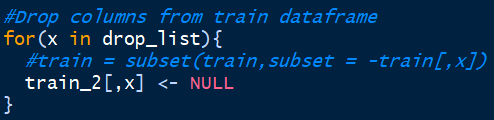 #Drop columns from train dataframe
for(x in drop_list){
  #train = subset(train,subset = -train[,x])
  train_2[,x] <- NULL
}